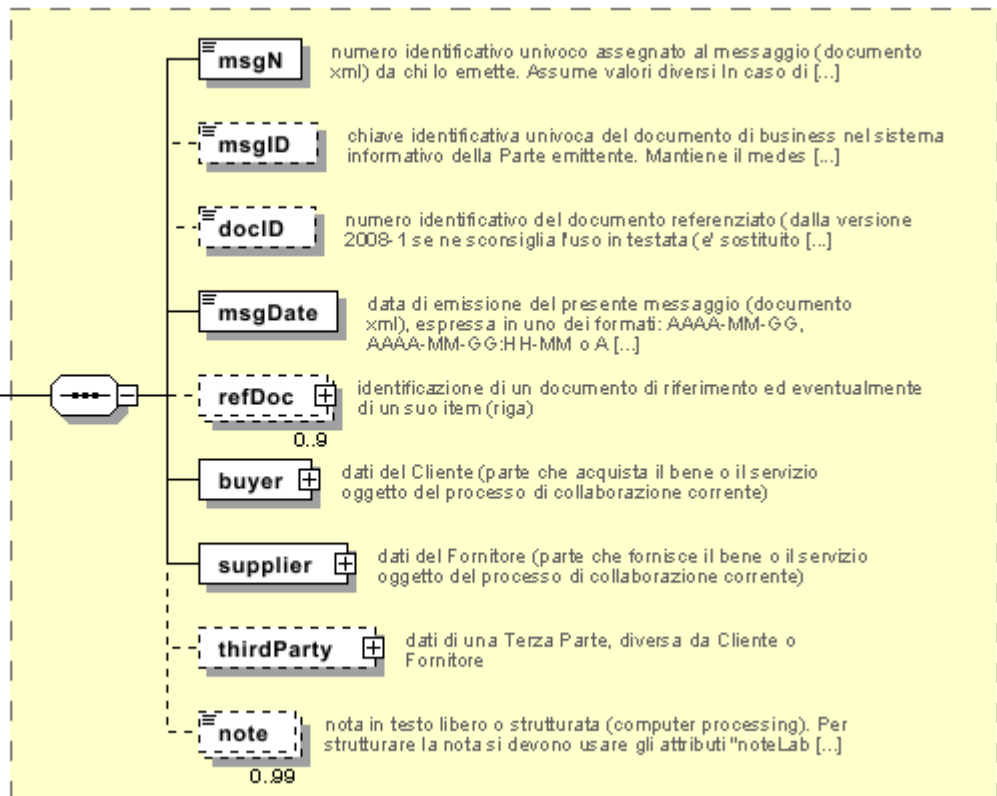 msgN
numero identificativo univoco assegnato al messaggio (documento
xml) da chi lo emette. Assume valori diversi In caso di [...]
msgID
chiave identificativa univoca del documento di business nel sistema
informativo della Parte emittente. Mantiene il medes [...]
docID
numero identificativo del documento referenziato (dalla versione
2008-1 se ne sconsiglia l'uso in testata (e' sostituito [...]
msgDate
data di emissione del presente messaggio (documento
xml), espressa in uno dei formati: AAAA-MM-GG,
AAAA-MM-GG:HH-MM o A [...]
refDoc
identificazione di un documento di riferimento ed eventualmente
di un suo item (riga)
0..9
buyer
dati del Cliente (parte che acquista il bene o il servizio
oggetto del processo di collaborazione corrente)
supplier
dati del Fornitore (parte che fornisce il bene o il servizio
oggetto del processo di collaborazione corrente)
thirdParty
dati di una Terza Parte, diversa da Cliente o
Fornitore
note
nota in testo libero o strutturata (computer processing). Per
strutturare la nota si devono usare gli attributi "noteLab [...]
0..99